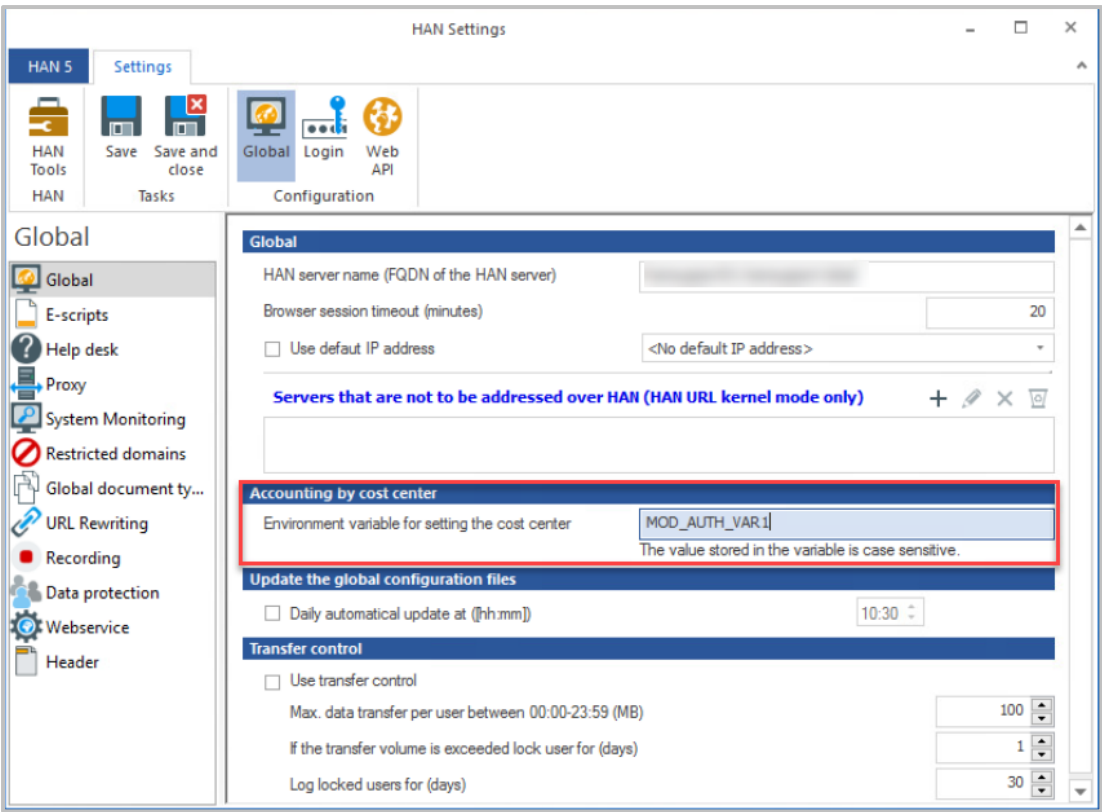 HAN Settings
HAN 5
Settings
HAN Tools
Save
Save and close
Global
Login
Web API
HAN
Tasks
Configuration
Global
Global
E-scripts
Help desk
Proxy
System Monitoring
Restricted domains
Global document ty...
URL Rewriting
Recording
Data protection
Webservice
Header
Global
HAN server name (FQDN of the HAN server)
Browser session timeout (minutes) 20
Use defaut IP address <No default IP address>
Servers that are not to be addressed over HAN (HAN URL kernel mode only)
Accounting by cost center
Environment variable for setting the cost center MOD_AUTH_VAR1
The value stored in the variable is case sensitive.
Update the global configuration files
Daily automatical update at ([hh:mm]) 10:30
Transfer control
Use transfer control
Max. data transfer per user between 00:00-23:59 (MB) 100
If the transfer volume is exceeded lock user for (days) 1
Log locked users for (days) 30